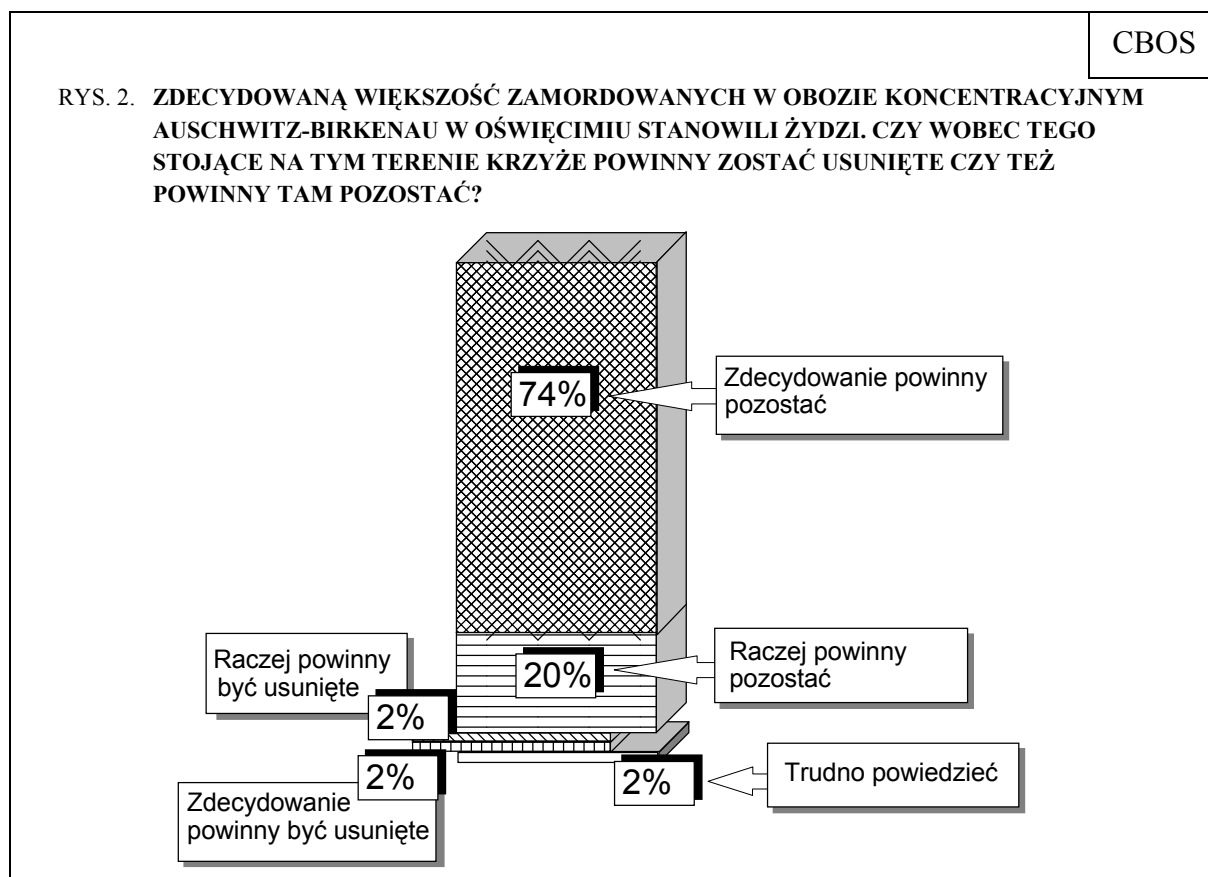 CBOS
RYS. 2. ZDECYDOWANĄ WIĘKSZOŚĆ ZAMORDOWANYCH W OBOZIE KONCENTRACYJNYM
AUSCHWITZ-BIRKENAU W OŚWIĘCIMIU STANOWILI ŻYDZI. CZY WOBEC TEGO
STOJĄCE NA TYM TERENIE KRZYŻE POWINNY ZOSTAĆ USUNIĘTE CZY TEŻ
POWINNY TAM POZOSTAĆ?
74%
Zdecydowanie powinny
pozostać
Raczej powinny
być usunięte
2%
20%
Raczej powinny
pozostać
2%
Zdecydowanie
powinny być usunięte
2%
Trudno powiedzieć